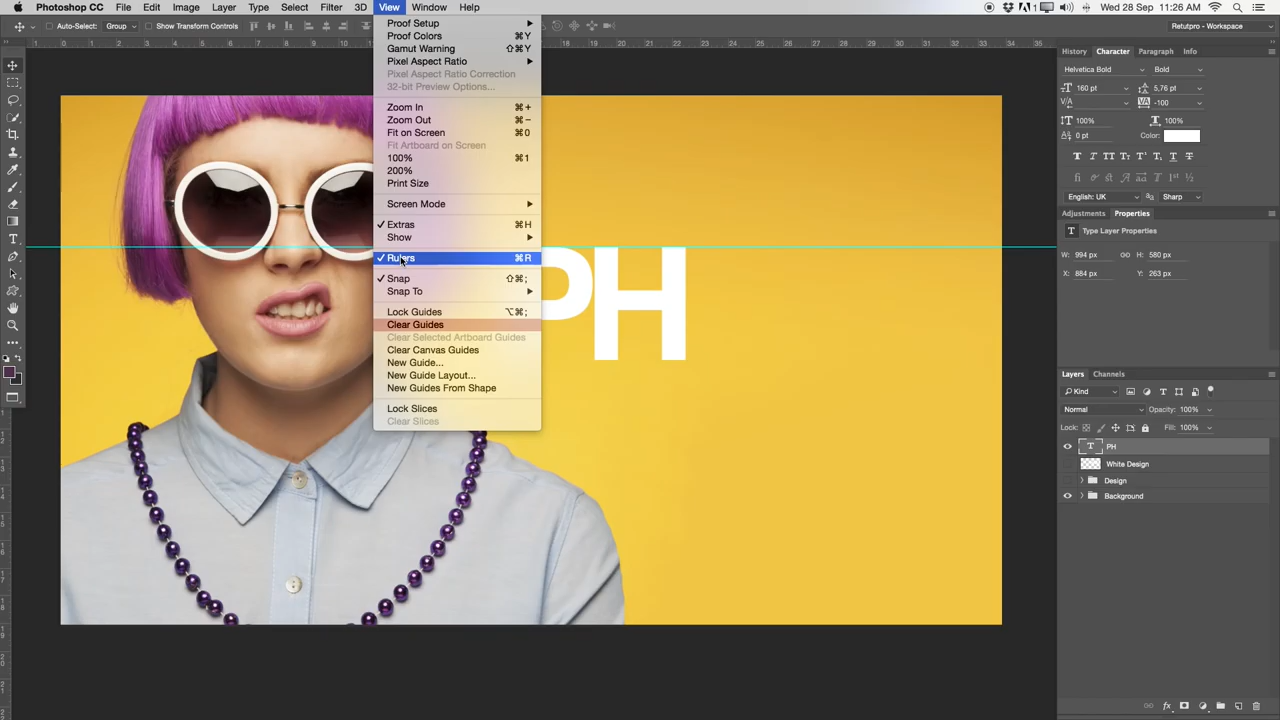 Photoshop CC File Edit Image Layer Type Select Filter 3D View Window Help Mon 28 Sep 11:26 AM
Auto-Select: Group Show Transform Controls Retutpro - Workspace
Proof Setup
Proof Colors ⌘Y
Gamut Warning ⇧⌘Y
Pixel Aspect Ratio
Pixel Aspect Ratio Correction
32-bit Preview Options...
Zoom In ⌘+
Zoom Out ⌘−
Fit on Screen ⌘0
Fit Artboard on Screen
100% ⌘1
200%
Print Size
Screen Mode
✓ Extras ⌘H
Show
✓ Rulers ⌘R
✓ Snap ⇧⌘;
Snap To
Lock Guides ⌥⌘;
Clear Guides
Clear Selected Artboard Guides
Clear Canvas Guides
New Guide...
New Guide Layout...
New Guides From Shape
Lock Slices
Clear Slices
PH
History Character Paragraph Info
Helvetica Bold Bold
160 pt 5,76 pt
-100
100% 100%
0 pt Color:
English: UK Sharp
Adjustments Properties
Type Layer Properties
W: 994 px H: 580 px
X: 884 px Y: 263 px
Layers Channels
Kind
Normal Opacity: 100%
Lock: Fill: 100%
PH
White Design
Design
Background